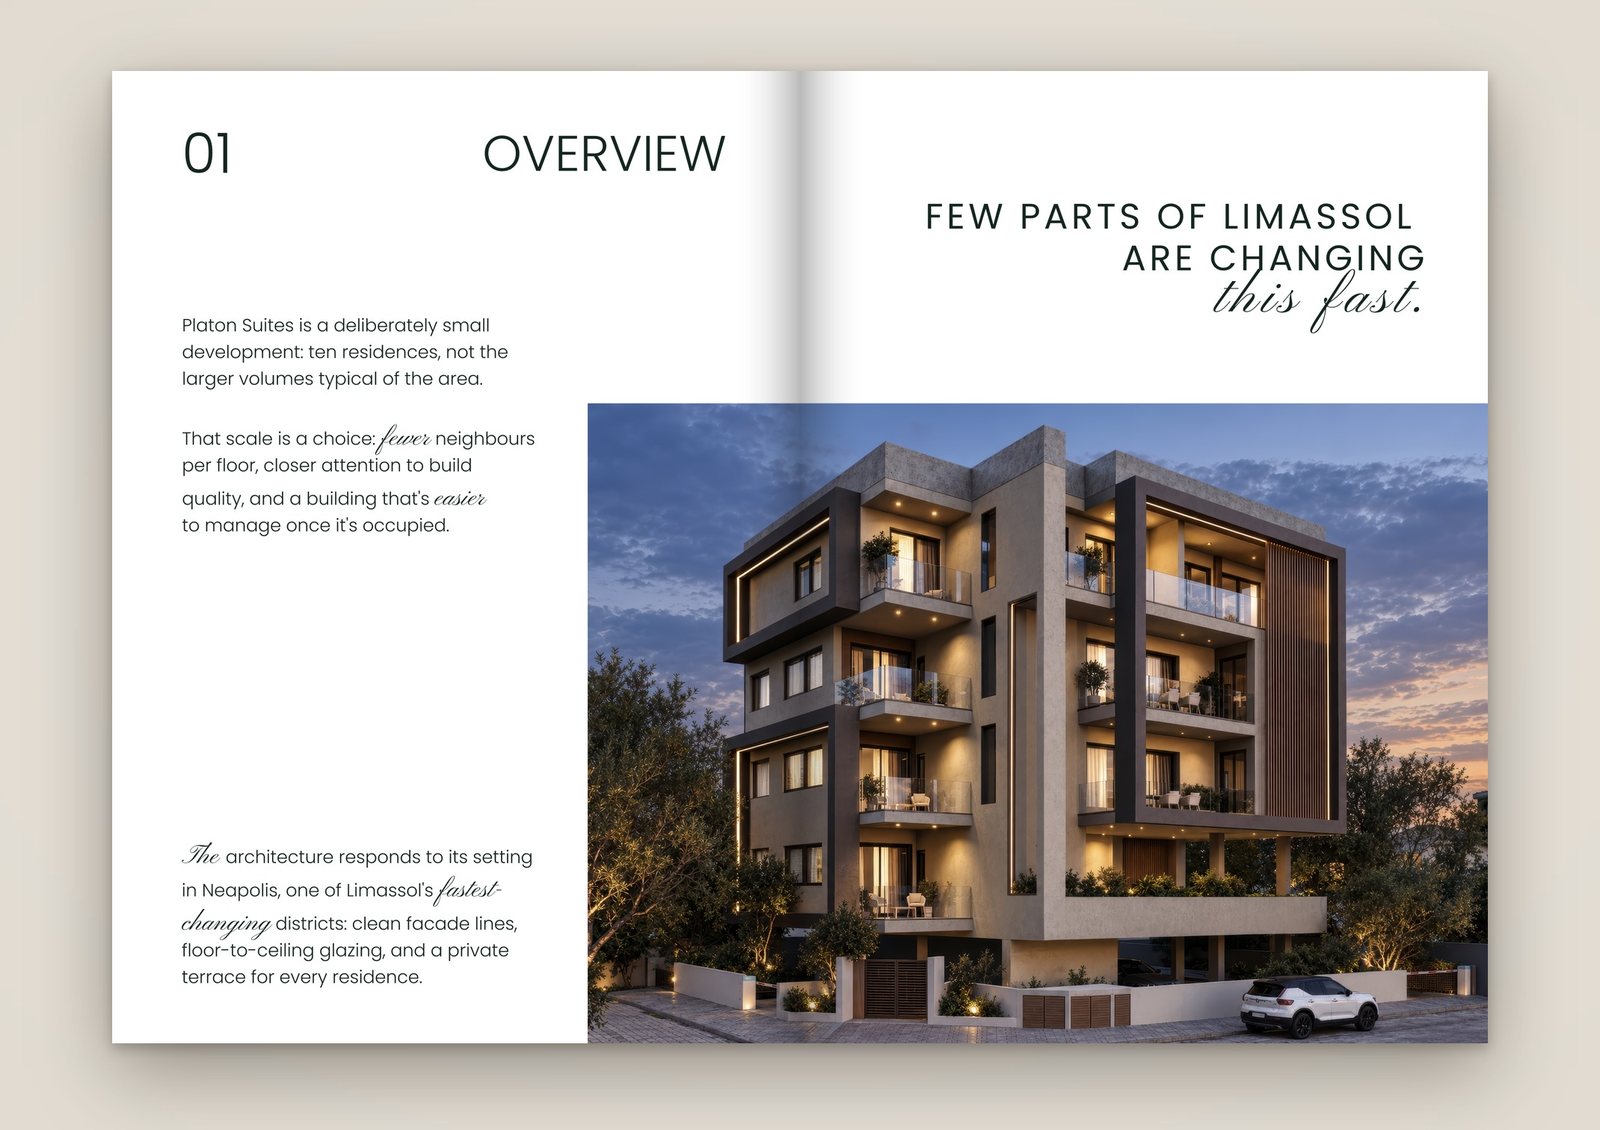 01
OVERVIEW
Platon Suites is a deliberately small
development: ten residences, not the
larger volumes typical of the area.
That scale is a choice: fewer neighbours
per floor, closer attention to build
quality, and a building that's easier
to manage once it's occupied.
The architecture responds to its setting
in Neapolis, one of Limassol's fastest-
changing districts: clean facade lines,
floor-to-ceiling glazing, and a private
terrace for every residence.
FEW PARTS OF LIMASSOL
ARE CHANGING
this fast.